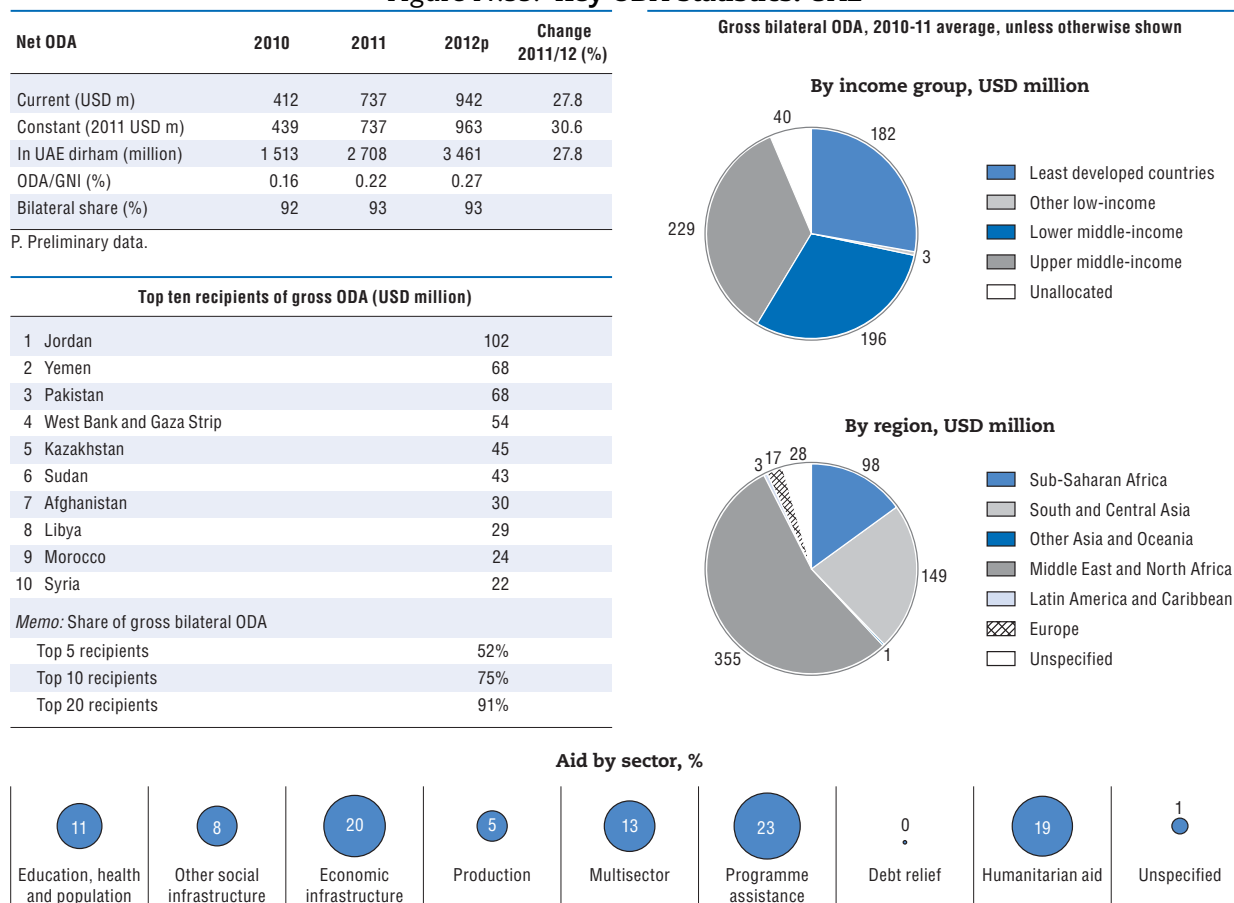 Net ODA 2010 2011 2012p Change 2011/12 (%)
Current (USD m) 412 737 942 27.8
Constant (2011 USD m) 439 737 963 30.6
In UAE dirham (million) 1 513 2 708 3 461 27.8
ODA/GNI (%) 0.16 0.22 0.27
Bilateral share (%) 92 93 93
P. Preliminary data.
Top ten recipients of gross ODA (USD million)
1 Jordan 102
2 Yemen 68
3 Pakistan 68
4 West Bank and Gaza Strip 54
5 Kazakhstan 45
6 Sudan 43
7 Afghanistan 30
8 Libya 29
9 Morocco 24
10 Syria 22
Memo: Share of gross bilateral ODA
Top 5 recipients 52%
Top 10 recipients 75%
Top 20 recipients 91%
Gross bilateral ODA, 2010-11 average, unless otherwise shown
By income group, USD million
40
182
229
3
196
Least developed countries
Other low-income
Lower middle-income
Upper middle-income
Unallocated
By region, USD million
3 17 28
98
149
355
1
Sub-Saharan Africa
South and Central Asia
Other Asia and Oceania
Middle East and North Africa
Latin America and Caribbean
Europe
Unspecified
Aid by sector, %
11 8 20 5 13 23 0 19 1
Education, health and population
Other social infrastructure
Economic infrastructure
Production
Multisector
Programme assistance
Debt relief
Humanitarian aid
Unspecified